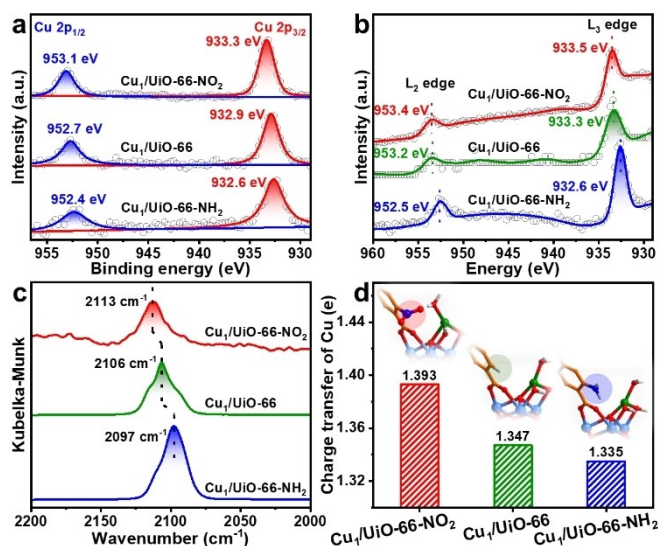 a
Cu 2p1/2
Cu 2p3/2
953.1 eV
933.3 eV
Cu1/UiO-66-NO2
952.7 eV
932.9 eV
Cu1/UiO-66
952.4 eV
932.6 eV
Cu1/UiO-66-NH2
Intensity (a.u.)
955 950 945 940 935 930
Binding energy (eV)
b
L3 edge
933.5 eV
L2 edge
Cu1/UiO-66-NO2
953.4 eV
933.3 eV
Cu1/UiO-66
953.2 eV
932.6 eV
Cu1/UiO-66-NH2
952.5 eV
Intensity (a.u.)
960 955 950 945 940 935 930
Energy (eV)
c
2113 cm-1
Cu1/UiO-66-NO2
2106 cm-1
Cu1/UiO-66
2097 cm-1
Cu1/UiO-66-NH2
Kubelka-Munk
2200 2150 2100 2050 2000
Wavenumber (cm-1)
d
Charge transfer of Cu (e)
1.44
1.40
1.36
1.32
1.393
1.347
1.335
Cu1/UiO-66-NO2
Cu1/UiO-66
Cu1/UiO-66-NH2